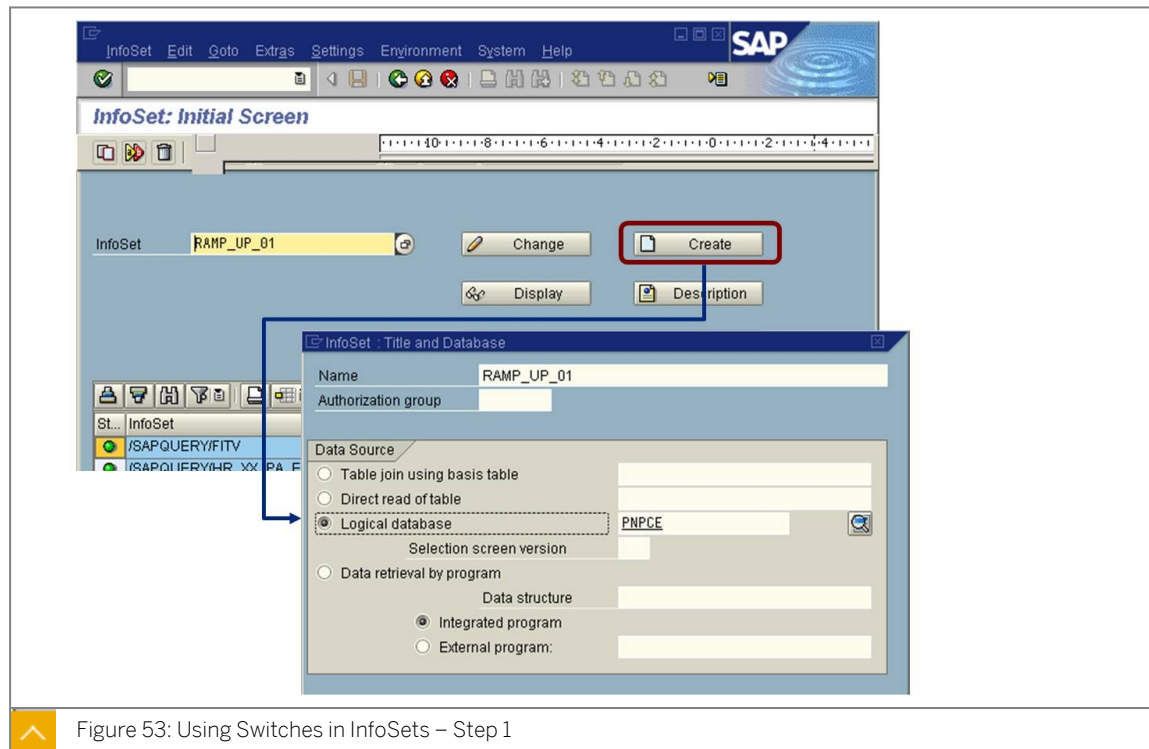 InfoSet Edit Goto Extras Settings Environment System Help
SAP
InfoSet: Initial Screen
10 8 6 4 2 0 2 4
InfoSet RAMP_UP_01 Change Create
Display Description
InfoSet : Title and Database
Name RAMP_UP_01
Authorization group
St... InfoSet
/SAPQUERY/FITV
/SAPQUERY/HR_XX_PA_F
Data Source
Table join using basis table
Direct read of table
Logical database PNPCE
Selection screen version
Data retrieval by program
Data structure
Integrated program
External program:
Figure 53: Using Switches in InfoSets – Step 1